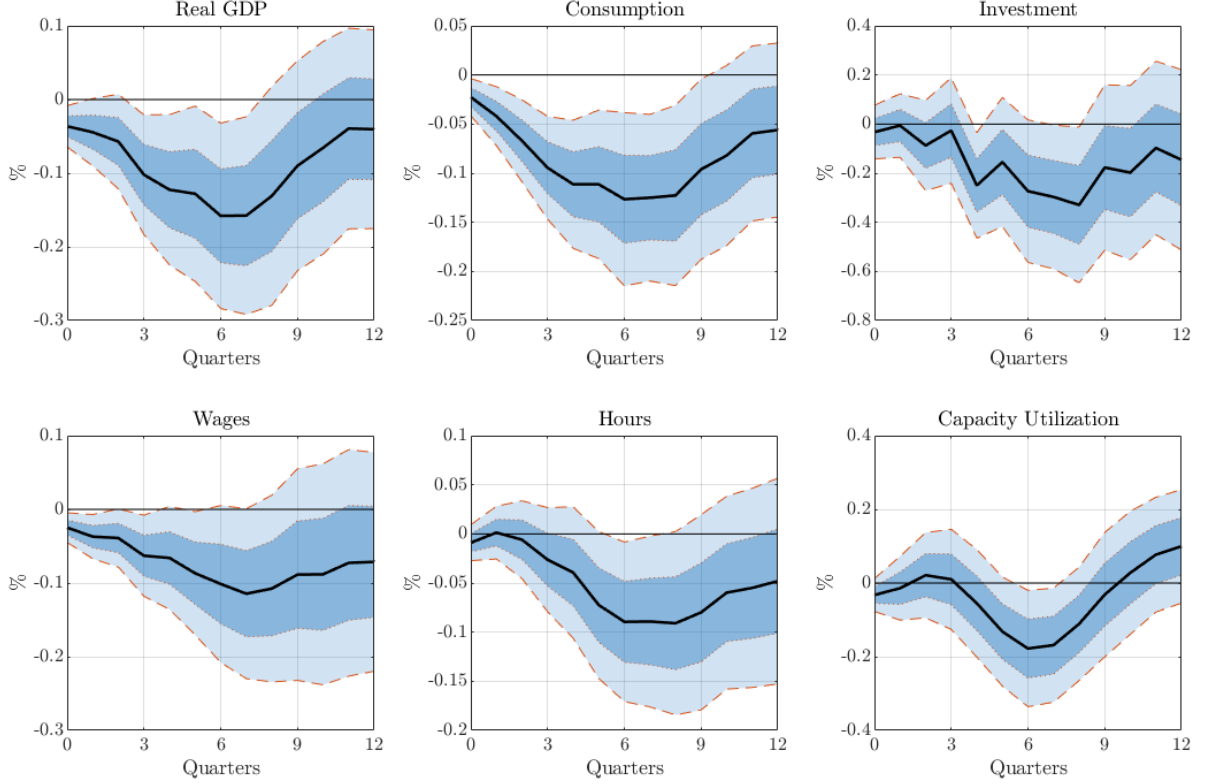 Real GDP
0.1
0
-0.1
-0.2
-0.3
%
0 3 6 9 12
Quarters
Consumption
0.05
0
-0.05
-0.1
-0.15
-0.2
-0.25
%
0 3 6 9 12
Quarters
Investment
0.4
0.2
0
-0.2
-0.4
-0.6
-0.8
%
0 3 6 9 12
Quarters
Wages
0.1
0
-0.1
-0.2
-0.3
%
0 3 6 9 12
Quarters
Hours
0.1
0.05
0
-0.05
-0.1
-0.15
-0.2
%
0 3 6 9 12
Quarters
Capacity Utilization
0.4
0.2
0
-0.2
-0.4
%
0 3 6 9 12
Quarters